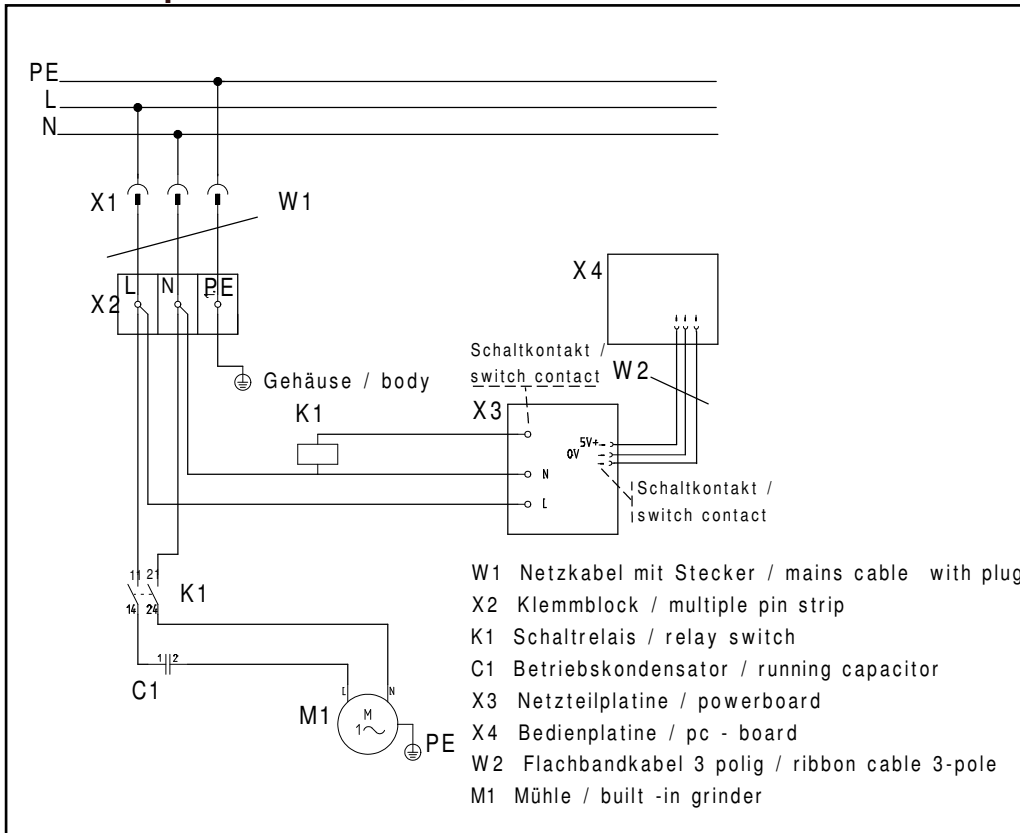 PE
L
N
X1
W1
L N PE
X2
X4
Gehäuse / body
Schaltkontakt /
switch contact
W2
K1
X3
5V+
0V
N
L
Schaltkontakt /
switch contact
11 21
K1
14 24
1 2
C1
L N
M1
M
1~
PE
W1 Netzkabel mit Stecker / mains cable with plug
X2 Klemmblock / multiple pin strip
K1 Schaltrelais / relay switch
C1 Betriebskondensator / running capacitor
X3 Netzteilplatine / powerboard
X4 Bedienplatine / pc - board
W2 Flachbandkabel 3 polig / ribbon cable 3-pole
M1 Mühle / built -in grinder